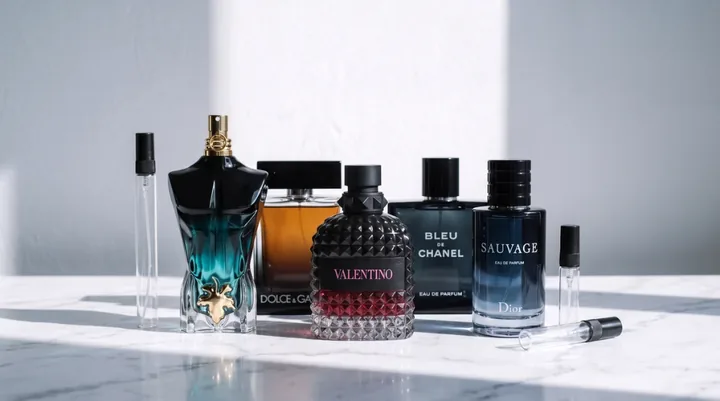 DOLCE & GA
VALENTINO
BLEU
DE
CHANEL
EAU DE PARFUM
SAUVAGE
EAU DE PARFUM
Dior